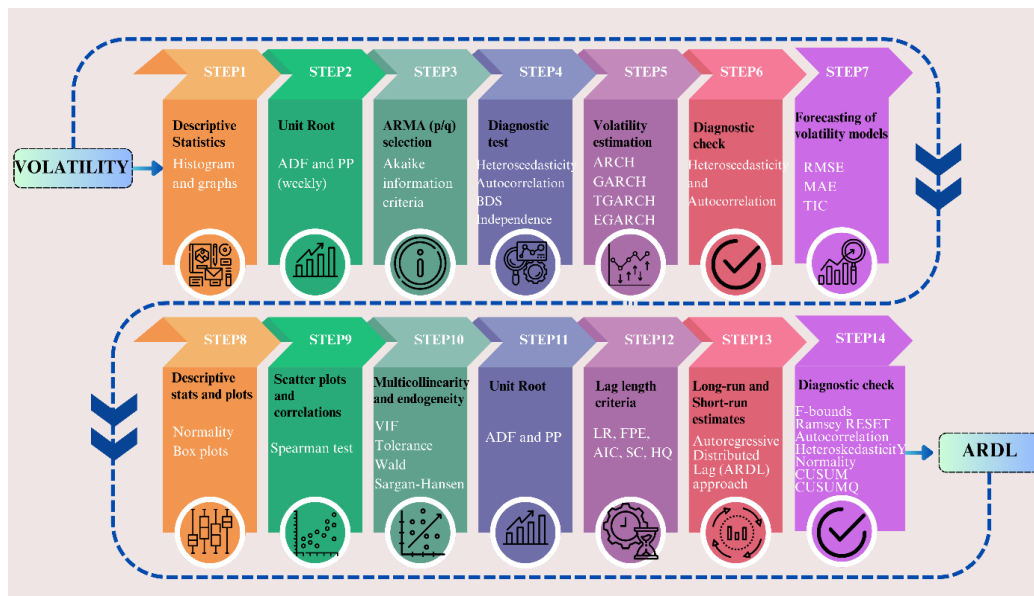 VOLATILITY
STEP1
Descriptive
Statistics
Histogram
and graphs
STEP2
Unit Root
ADF and PP
(weekly)
STEP3
ARMA (p/q)
selection
Akaike
information
criteria
STEP4
Diagnostic
test
Heteroscedasticity
Autocorrelation
BDS
Independence
STEP5
Volatility
estimation
ARCH
GARCH
TGARCH
EGARCH
STEP6
Diagnostic
check
Heteroscedasticity
and
Autocorrelation
STEP7
Forecasting of
volatility models
RMSE
MAE
TIC
STEP8
Descriptive
stats and plots
Normality
Box plots
STEP9
Scatter plots
and
correlations
Spearman test
STEP10
Multicollinearity
and endogeneity
VIF
Tolerance
Wald
Sargan-Hansen
STEP11
Unit Root
ADF and PP
STEP12
Lag length
criteria
LR, FPE,
AIC, SC, HQ
STEP13
Long-run and
Short-run
estimates
Autoregressive
Distributed
Lag (ARDL)
approach
STEP14
Diagnostic check
F-bounds
Ramsey RESET
Autocorrelation
HeteroskedasticitY
Normality
CUSUM
CUSUMQ
ARDL